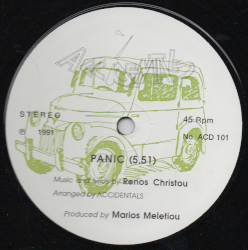 STEREO
45 Rpm
℗ 1991
No. ACD 101
PANIC (5,51)
Music and lyrics by Renos Christou
Arranged by ACCIDENTALS
Produced by Marios Meletiou